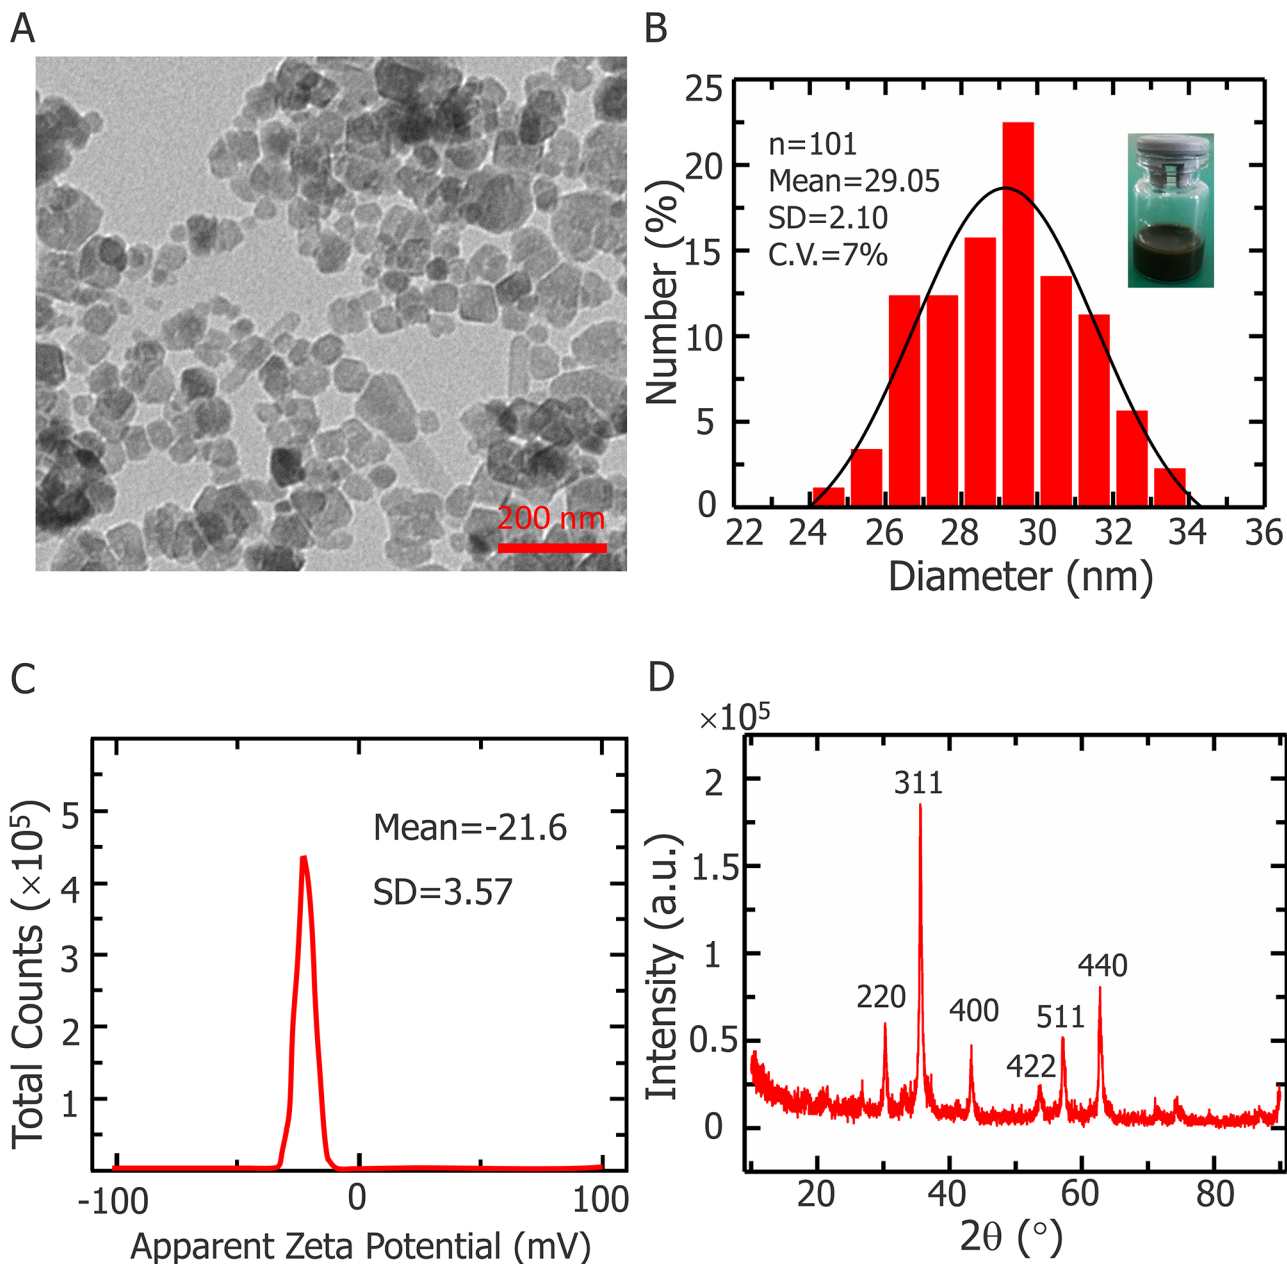 A
200 nm
B
25
20
15
10
5
0
Number (%)
n=101
Mean=29.05
SD=2.10
C.V.=7%
22 24 26 28 30 32 34 36
Diameter (nm)
C
5
4
3
2
1
Total Counts (×10⁵)
Mean=-21.6
SD=3.57
-100 0 100
Apparent Zeta Potential (mV)
D
×10⁵
2
1.5
1
0.5
0
Intensity (a.u.)
311
220
400
422
511
440
20 40 60 80
2θ (°)